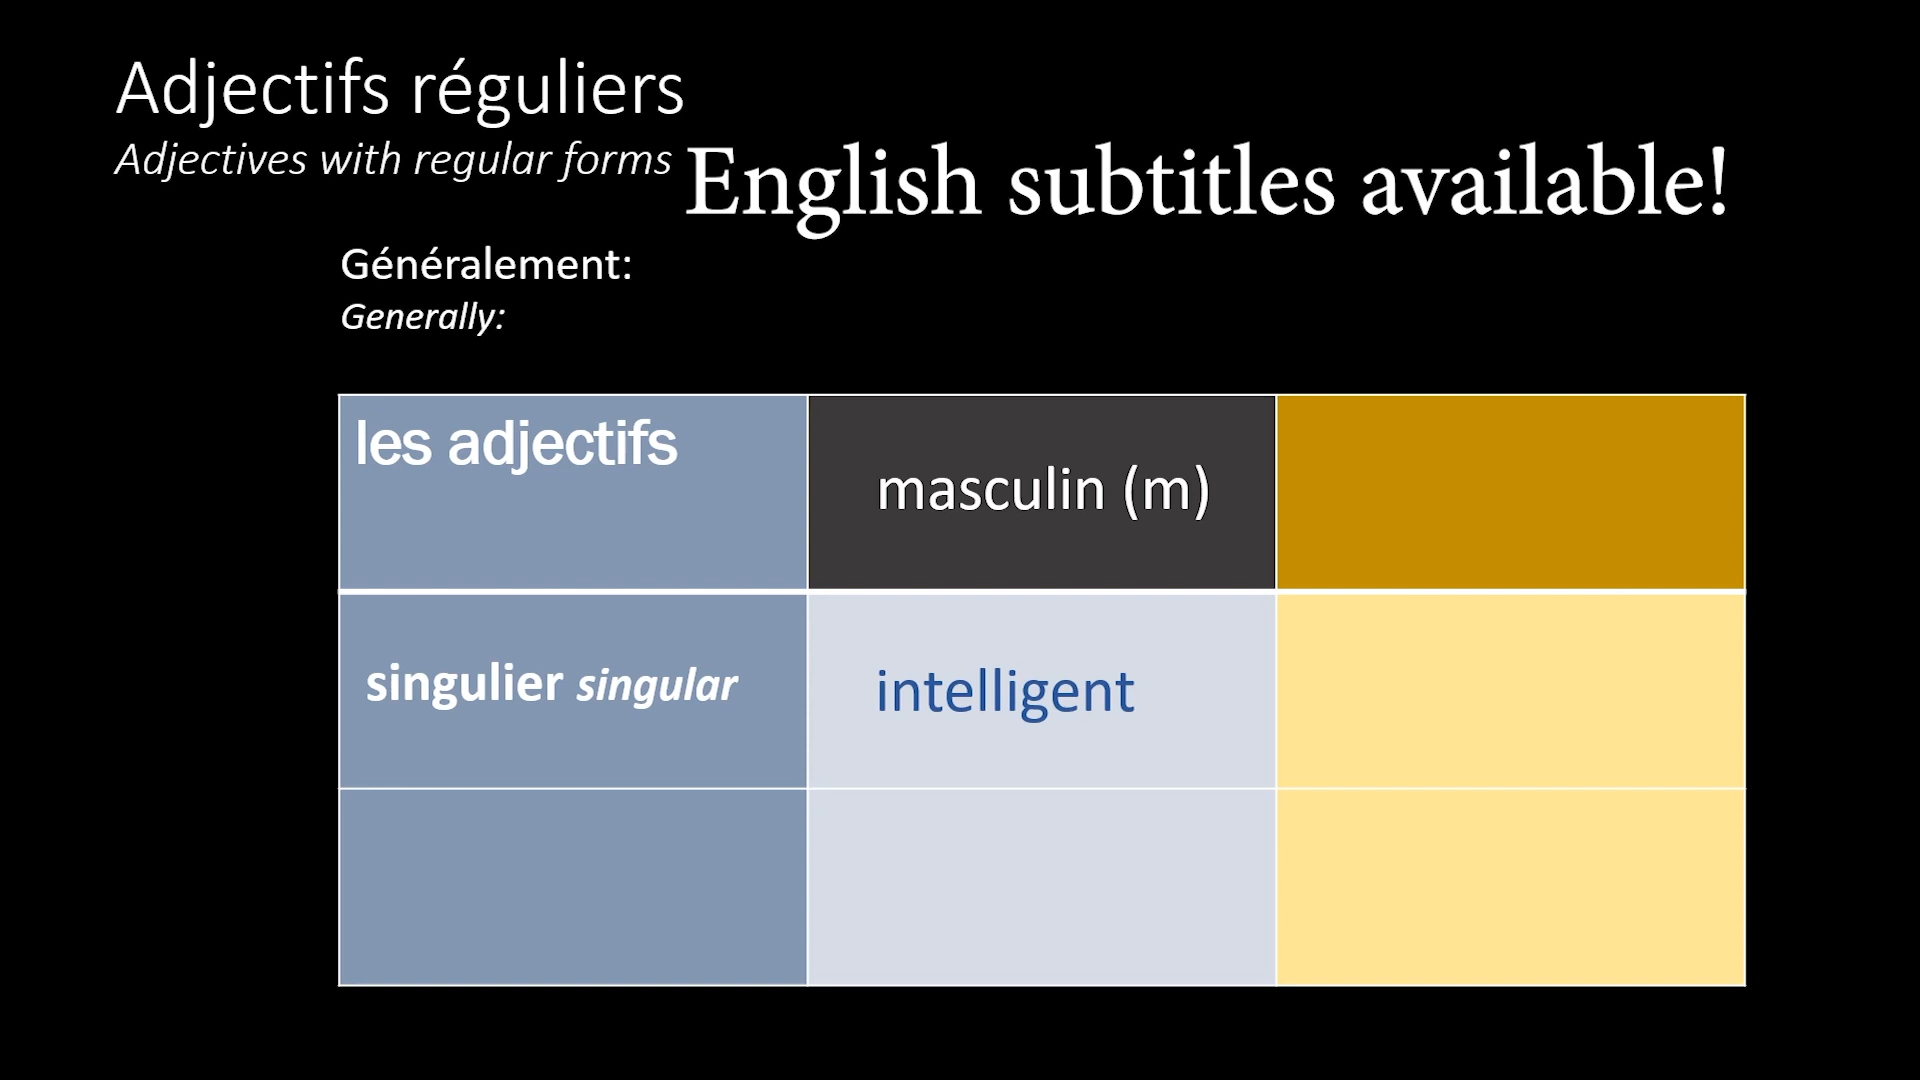 Adjectifs réguliers
Adjectives with regular forms
English subtitles available!
Généralement:
Generally:
les adjectifs
masculin (m)
singulier singular
intelligent